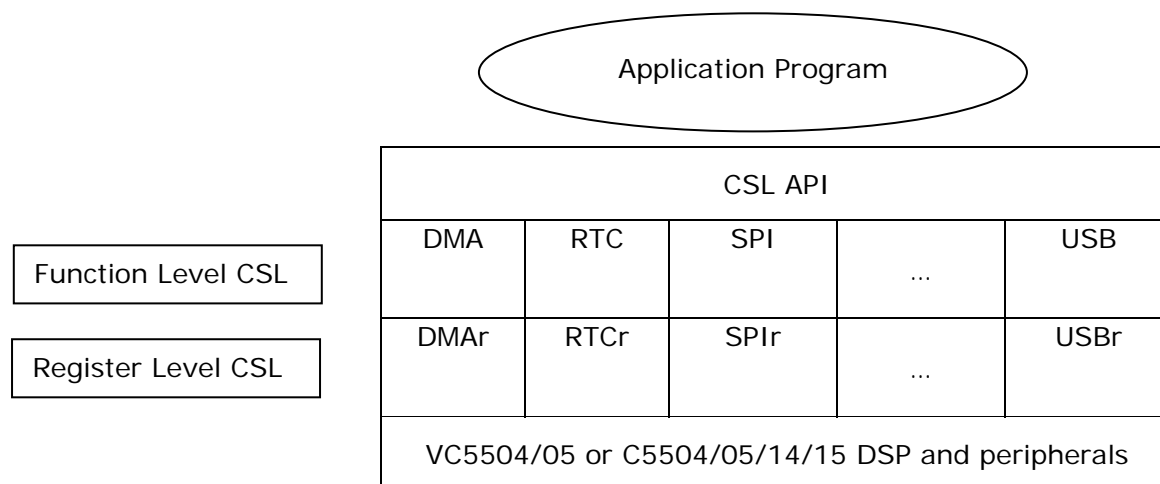 Application Program
CSL API
Function Level CSL
DMA RTC SPI ... USB
Register Level CSL
DMAr RTCr SPIr ... USBr
VC5504/05 or C5504/05/14/15 DSP and peripherals